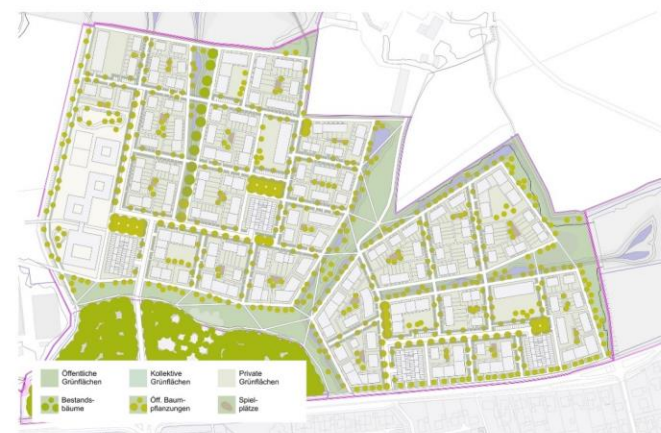 Öffentliche
Grünflächen
Kollektive
Grünflächen
Private
Grünflächen
Bestands-
bäume
Öff. Baum-
pflanzungen
Spiel-
plätze